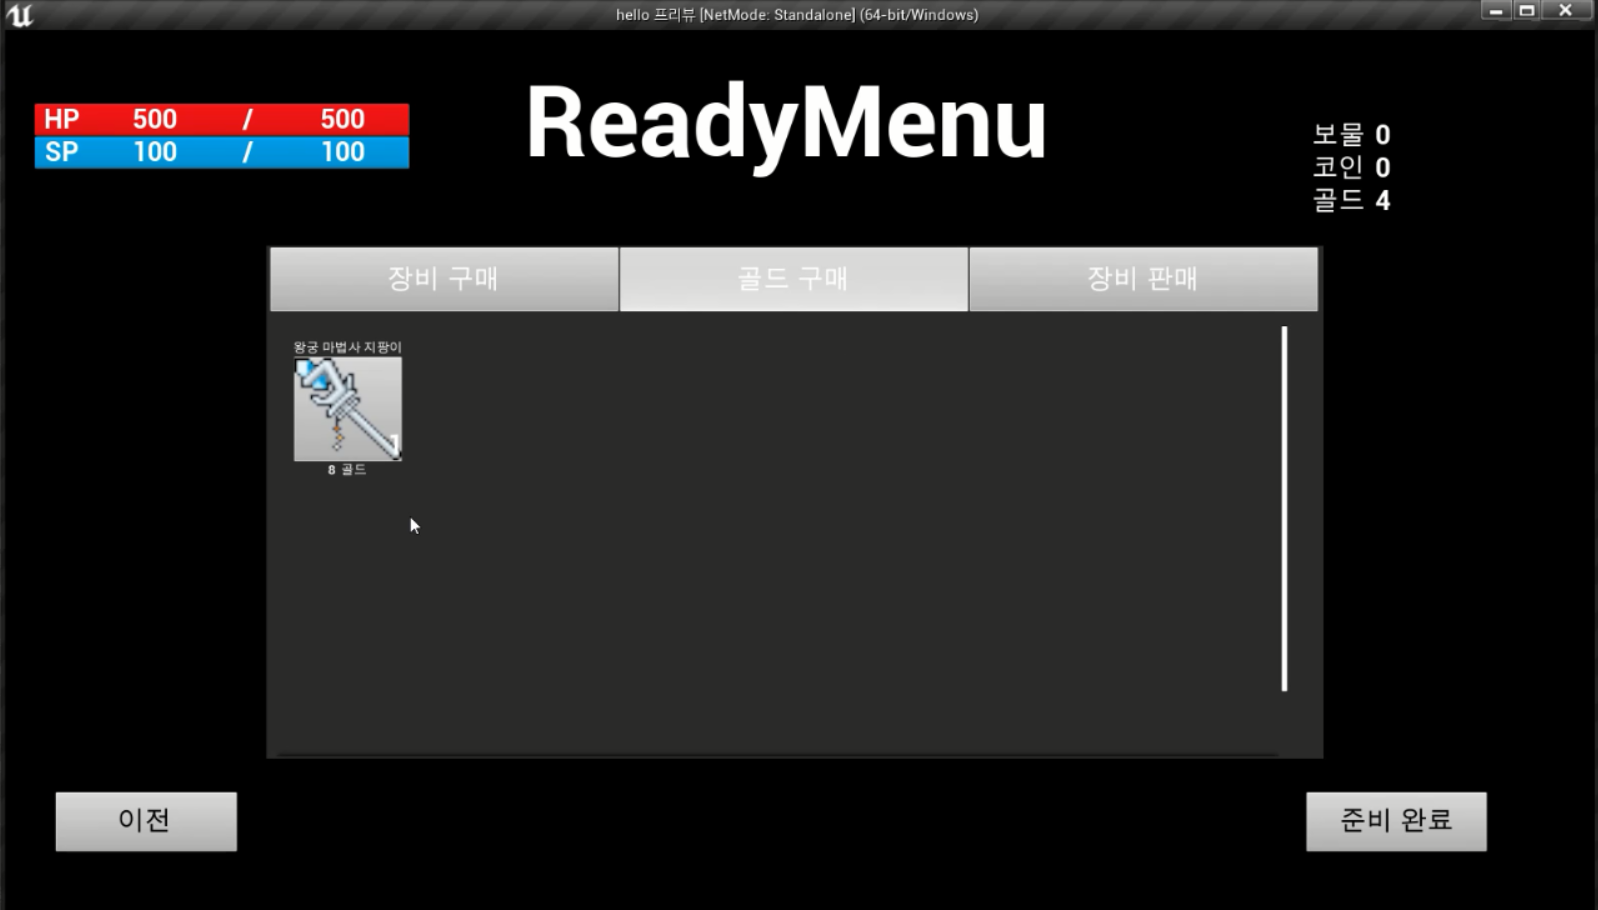 hello 프리뷰 [NetMode: Standalone] (64-bit/Windows)
ReadyMenu
HP 500 / 500
SP 100 / 100
보물 0
코인 0
골드 4
장비 구매 골드 구매 장비 판매
왕궁 마법사 지팡이
1
8 골드
이전 준비 완료